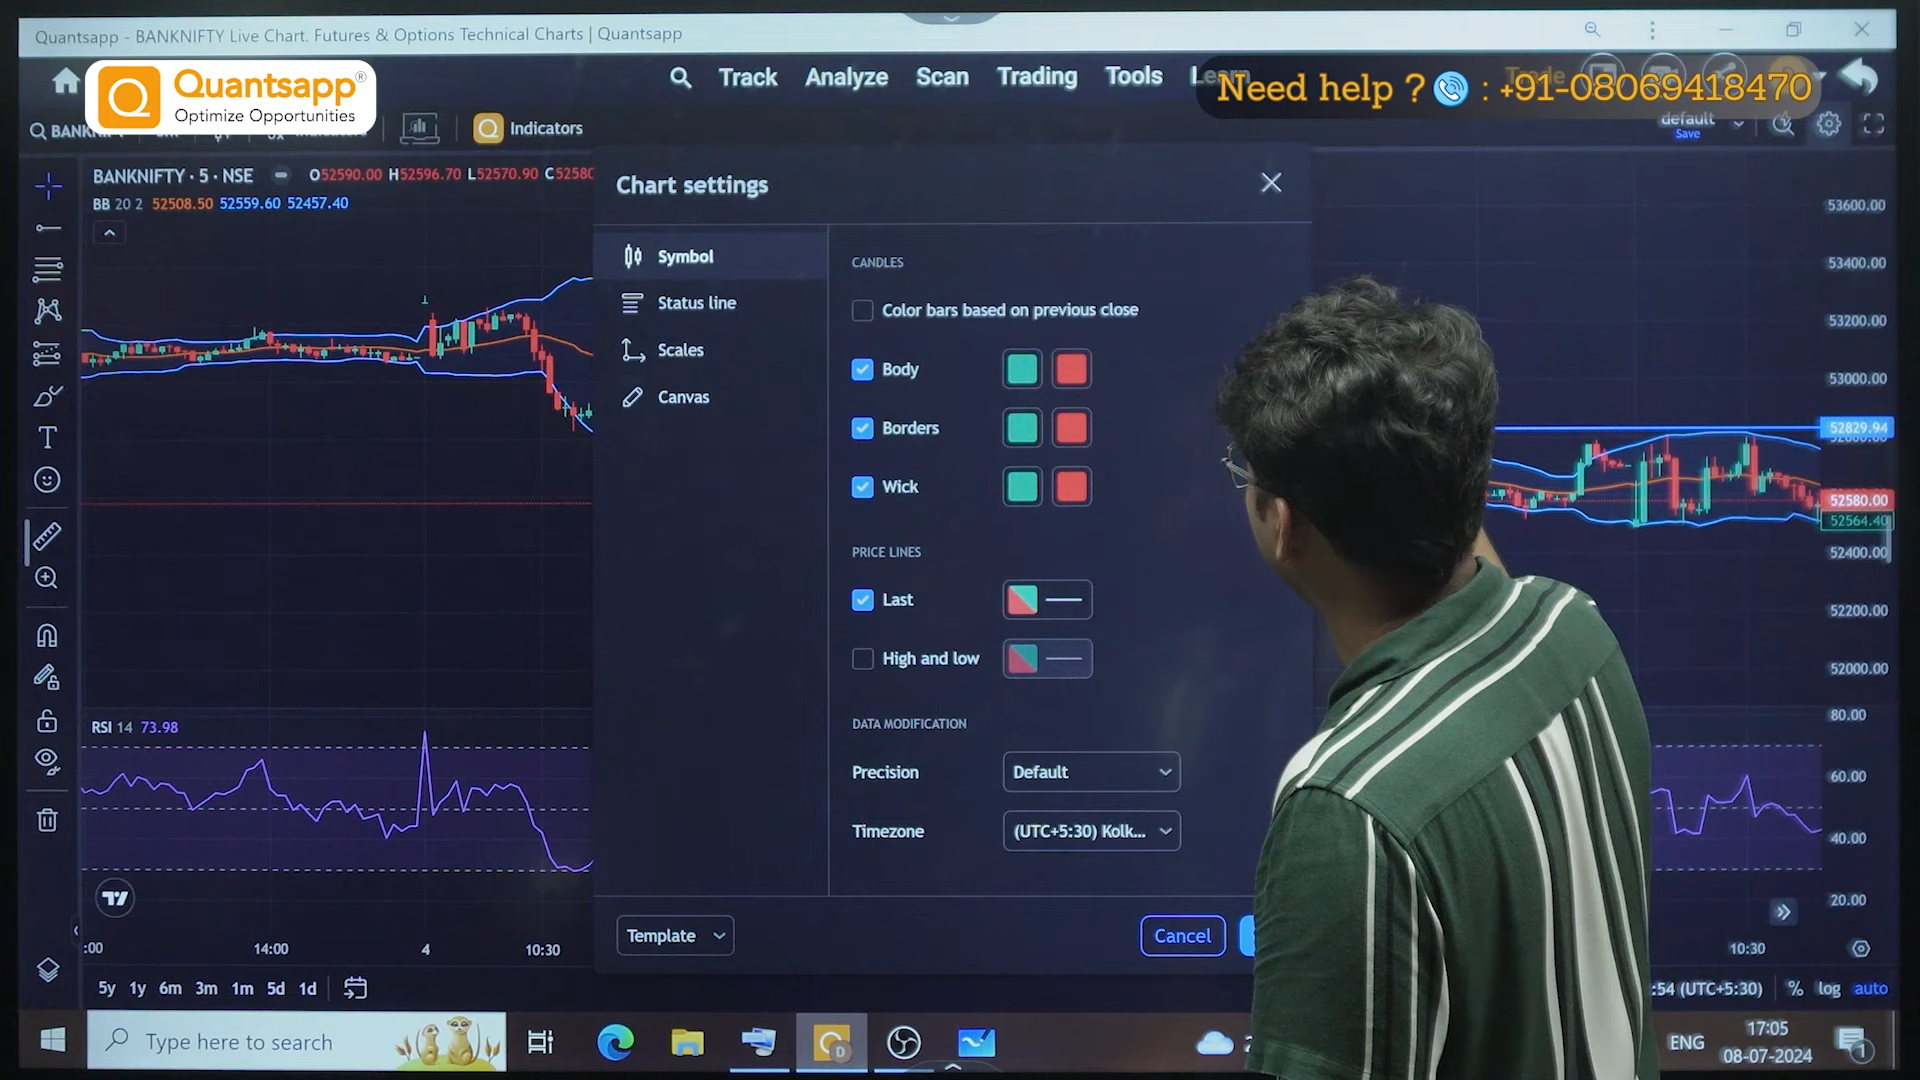 Quantsapp - BANKNIFTY Live Chart. Futures & Options Technical Charts | Quantsapp
Quantsapp®
Optimize Opportunities
Track Analyze Scan Trading Tools Learn
Need help ? : +91-08069418470
BANKNIFTY
Indicators
default
Save
BANKNIFTY · 5 · NSE O52590.00 H52596.70 L52570.90 C52580
BB 20 2 52508.50 52559.60 52457.40
Chart settings
Symbol
Status line
Scales
Canvas
CANDLES
Color bars based on previous close
Body
Borders
Wick
PRICE LINES
Last
High and low
DATA MODIFICATION
Precision Default
Timezone (UTC+5:30) Kolk...
Template
Cancel
53600.00
53400.00
53200.00
53000.00
52829.94
52580.00
52564.40
52400.00
52200.00
52000.00
RSI 14 73.98
80.00
60.00
40.00
20.00
:00 14:00 4 10:30 10:30
5y 1y 6m 3m 1m 5d 1d
:54 (UTC+5:30) % log auto
Type here to search
D
ENG
17:05
08-07-2024
1